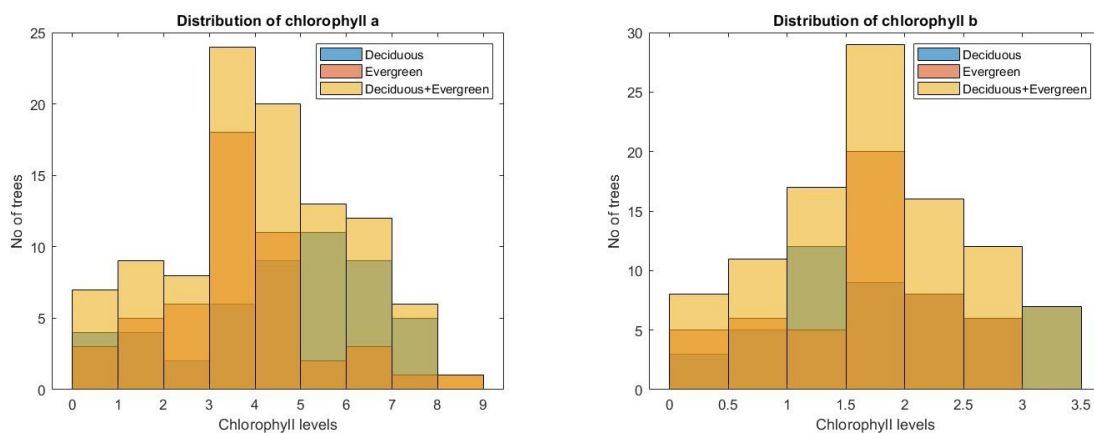 Distribution of chlorophyll a
25
20
15
10
5
0
No of trees
Deciduous
Evergreen
Deciduous+Evergreen
0 1 2 3 4 5 6 7 8 9
Chlorophyll levels
Distribution of chlorophyll b
30
25
20
15
10
5
0
No of trees
Deciduous
Evergreen
Deciduous+Evergreen
0 0.5 1 1.5 2 2.5 3 3.5
Chlorophyll levels